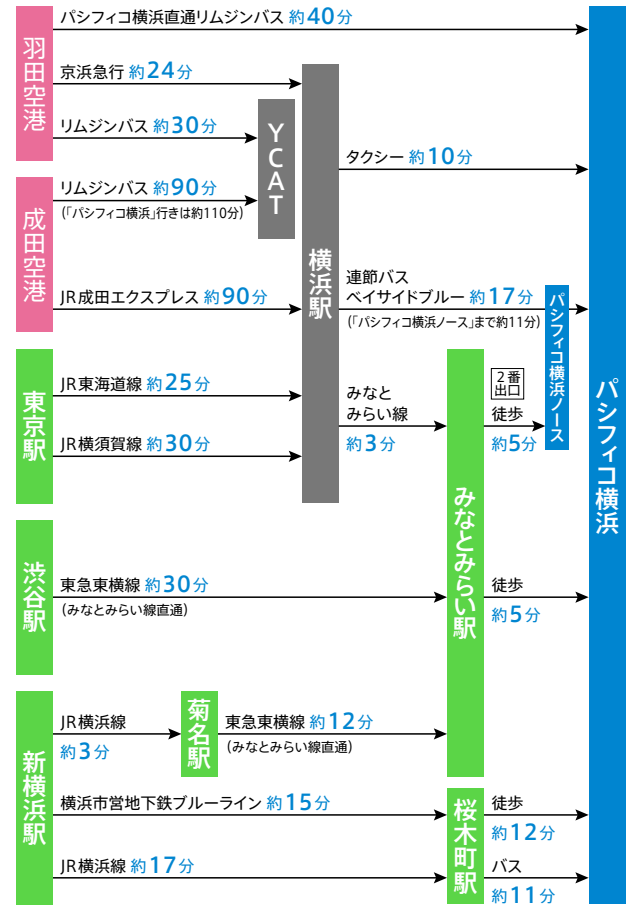 羽田空港
パシフィコ横浜直通リムジンバス 約40分
京浜急行 約24分
リムジンバス 約30分
YCAT
成田空港
リムジンバス 約90分
(「パシフィコ横浜」行きは約110分)
JR成田エクスプレス 約90分
横浜駅
タクシー 約10分
連節バス
ベイサイドブルー 約17分
(「パシフィコ横浜ノース」まで約11分)
パシフィコ横浜ノース
パシフィコ横浜
東京駅
JR東海道線 約25分
JR横須賀線 約30分
みなと
みらい線
約3分
みなとみらい駅
2番
出口
徒歩
約5分
渋谷駅
東急東横線 約30分
(みなとみらい線直通)
徒歩
約5分
新横浜駅
JR横浜線
約3分
菊名駅
東急東横線 約12分
(みなとみらい線直通)
横浜市営地下鉄ブルーライン 約15分
JR横浜線 約17分
桜木町駅
徒歩
約12分
バス
約11分